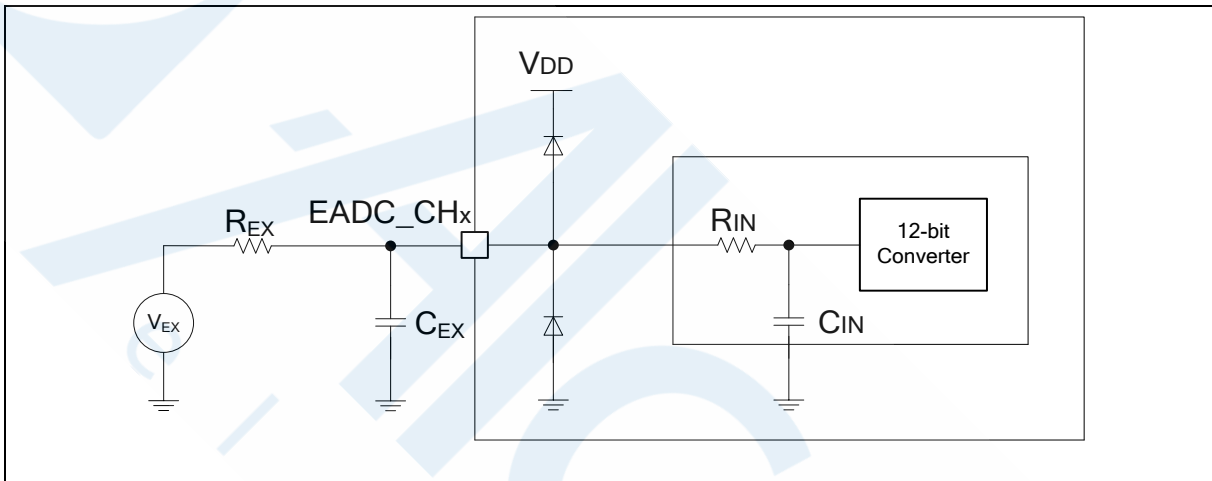 VDD
EADC_CHx
REX
RIN
12-bit
Converter
VEX
CEX
CIN